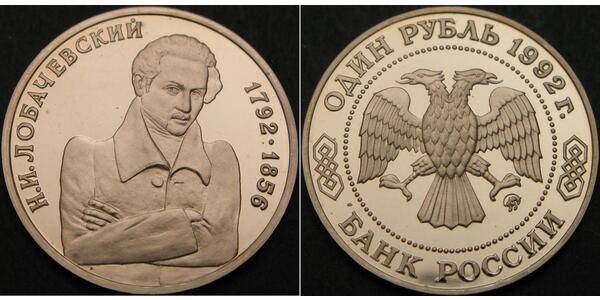 Н.И.ЛОБАЧЕВСКИЙ
1792·1856
ОДИН РУБЛЬ 1992 г.
БАНК РОССИИ